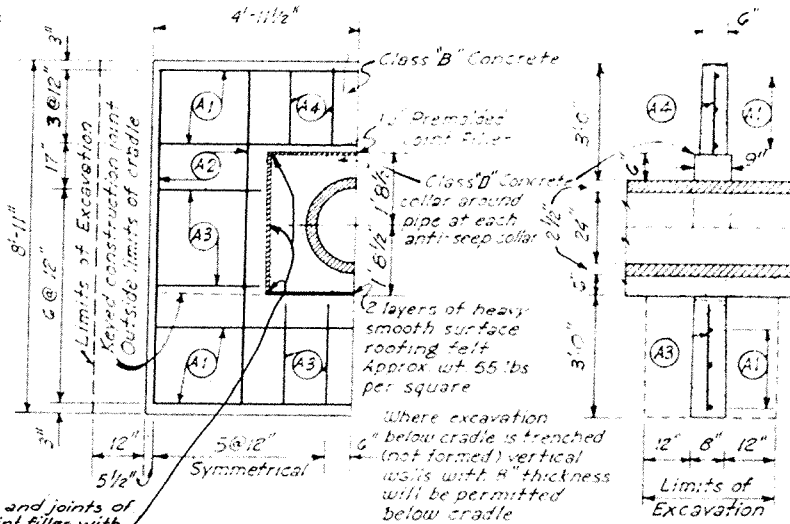 4'-11½"
6"
3"
Class "B" Concrete
3@12"
A1
A4
Premolded
Joint Filler
A4
A1
3'0"
17"
A2
6"
9"
Class "B" Concrete
collar around
pipe at each
anti-seep collar
1'8½"
1'8½"
2½"
24"
8'-11"
6@12"
A3
Limits of Excavation
Keyed construction joint
Outside limits of cradle
2 layers of heavy
smooth surface
roofing felt
Approx. wt. 55 lbs
per square
A1
A3
A3
A1
3'0"
3"
12"
5@12"
6"
Symmetrical
5½"
Where excavation
below cradle is trenched
(not formed) vertical
walls with 8" thickness
will be permitted
below cradle
12"
8"
12"
Limits of
Excavation
and joints of
filler with